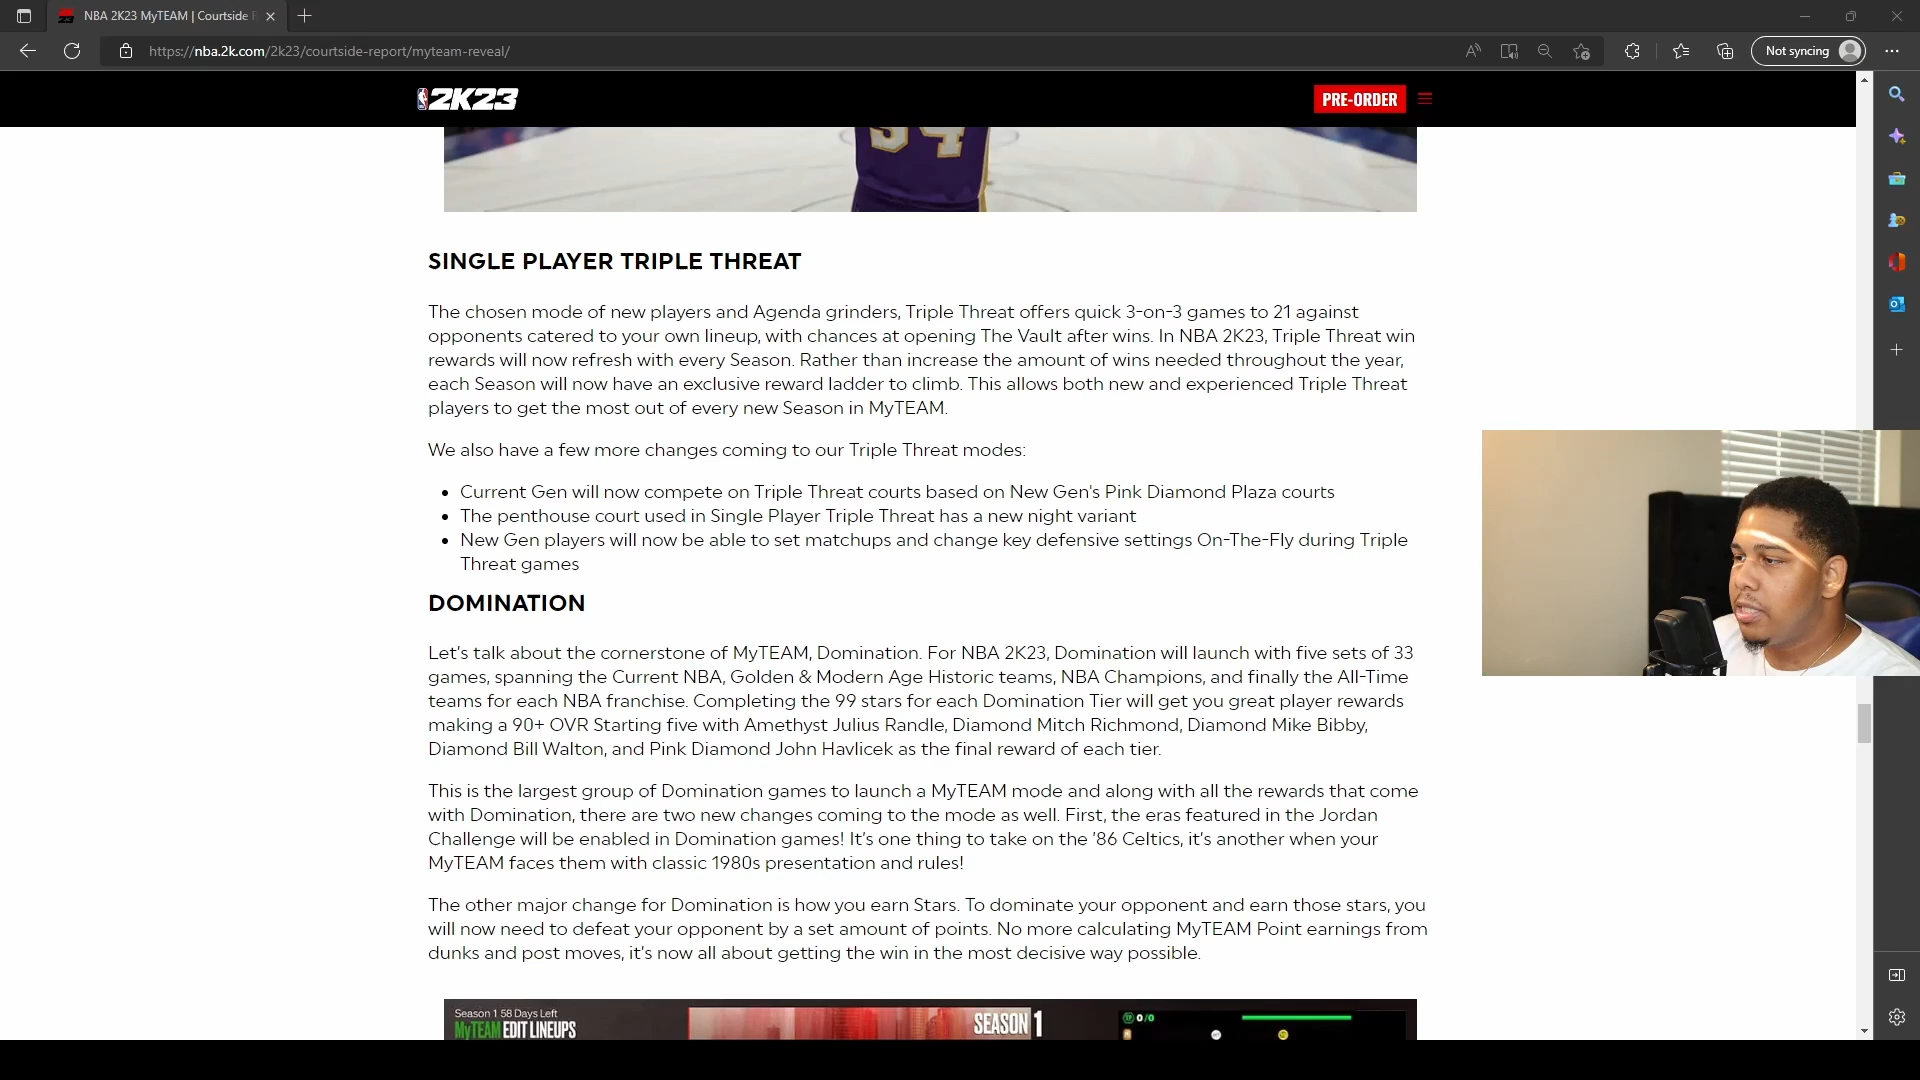 NBA 2K23 MyTEAM | Courtside
https://nba.2k.com/2k23/courtside-report/myteam-reveal/
Not syncing
2K23
PRE-ORDER
34
SINGLE PLAYER TRIPLE THREAT
The chosen mode of new players and Agenda grinders, Triple Threat offers quick 3-on-3 games to 21 against
opponents catered to your own lineup, with chances at opening The Vault after wins. In NBA 2K23, Triple Threat win
rewards will now refresh with every Season. Rather than increase the amount of wins needed throughout the year,
each Season will now have an exclusive reward ladder to climb. This allows both new and experienced Triple Threat
players to get the most out of every new Season in MyTEAM.
We also have a few more changes coming to our Triple Threat modes:
• Current Gen will now compete on Triple Threat courts based on New Gen's Pink Diamond Plaza courts
• The penthouse court used in Single Player Triple Threat has a new night variant
• New Gen players will now be able to set matchups and change key defensive settings On-The-Fly during Triple
Threat games
DOMINATION
Let's talk about the cornerstone of MyTEAM, Domination. For NBA 2K23, Domination will launch with five sets of 33
games, spanning the Current NBA, Golden & Modern Age Historic teams, NBA Champions, and finally the All-Time
teams for each NBA franchise. Completing the 99 stars for each Domination Tier will get you great player rewards
making a 90+ OVR Starting five with Amethyst Julius Randle, Diamond Mitch Richmond, Diamond Mike Bibby,
Diamond Bill Walton, and Pink Diamond John Havlicek as the final reward of each tier.
This is the largest group of Domination games to launch a MyTEAM mode and along with all the rewards that come
with Domination, there are two new changes coming to the mode as well. First, the eras featured in the Jordan
Challenge will be enabled in Domination games! It's one thing to take on the '86 Celtics, it's another when your
MyTEAM faces them with classic 1980s presentation and rules!
The other major change for Domination is how you earn Stars. To dominate your opponent and earn those stars, you
will now need to defeat your opponent by a set amount of points. No more calculating MyTEAM Point earnings from
dunks and post moves, it's now all about getting the win in the most decisive way possible.
Season 1 58 Days Left
MyTEAM EDIT LINEUPS
SEASON 1
0/0